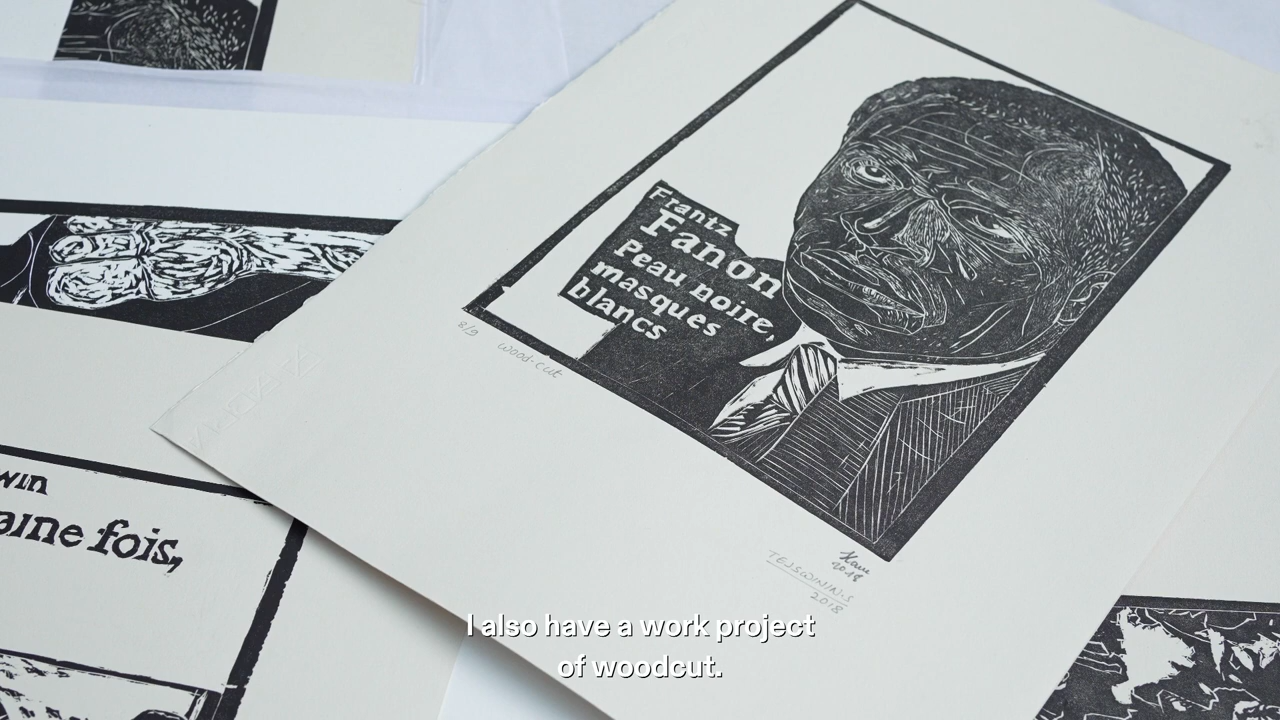 Frantz
Fanon
Peau noire,
masques
blancs
8/9
wood-cut
2018
TEJSWINI.N.S
2018
win
aine fois,
I also have a work project
of woodcut.